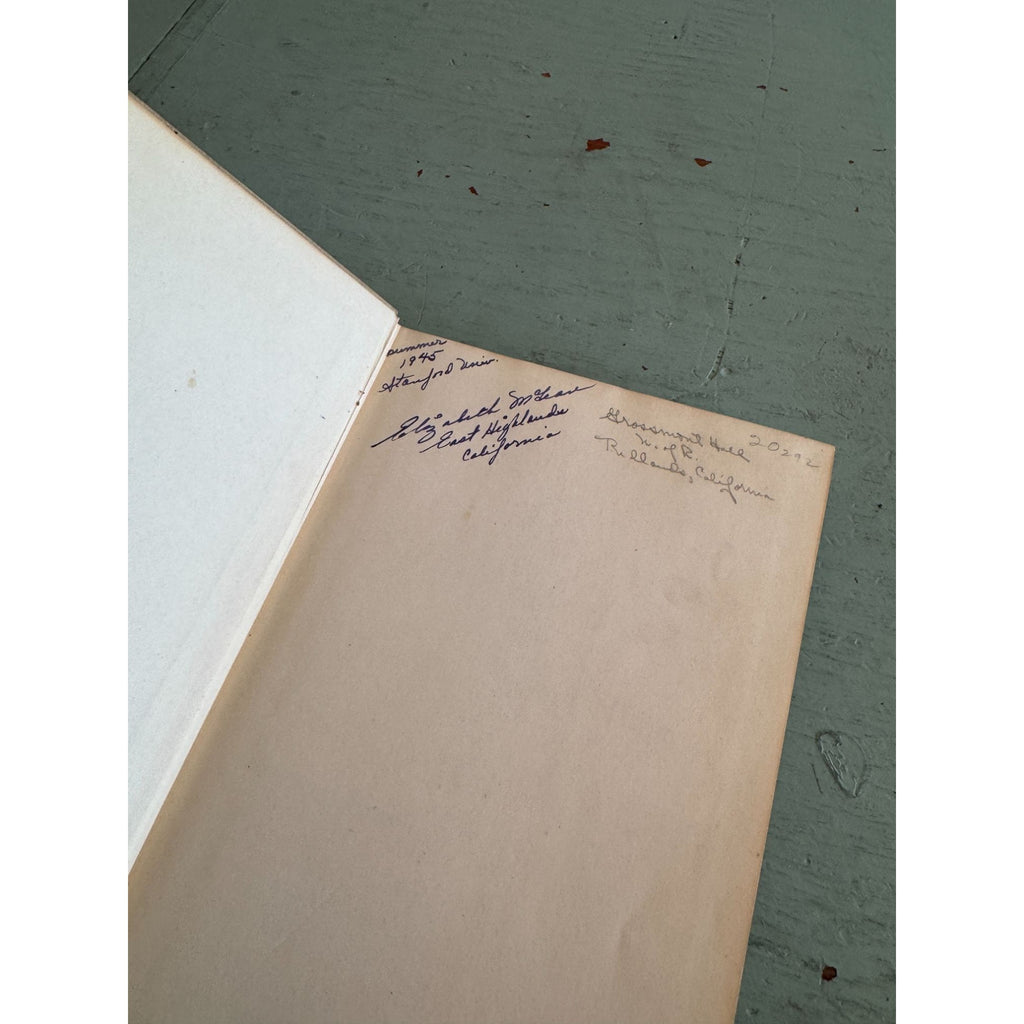 summer
1945
Stanford Univ.
Elizabeth McLean
East Highlands
California
Grossmont Hall
U. of R.
Redlands, California
20292